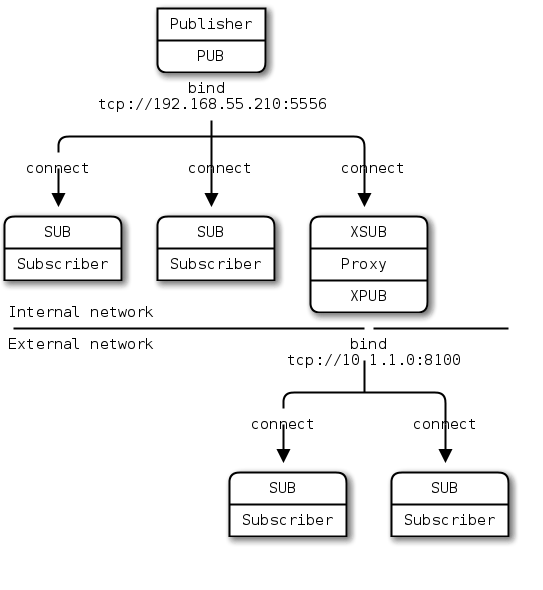 Publisher
PUB
bind
tcp://192.168.55.210:5556
connect connect connect
SUB SUB XSUB
Subscriber Subscriber Proxy
XPUB
Internal network
External network bind
tcp://10.1.1.0:8100
connect connect
SUB SUB
Subscriber Subscriber